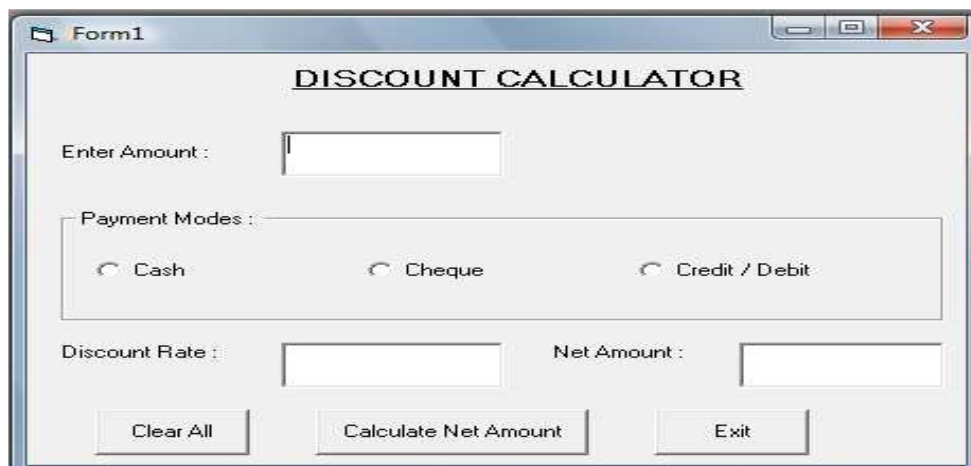 Form1
DISCOUNT CALCULATOR
Enter Amount :
Payment Modes :
Cash Cheque Credit / Debit
Discount Rate : Net Amount :
Clear All Calculate Net Amount Exit